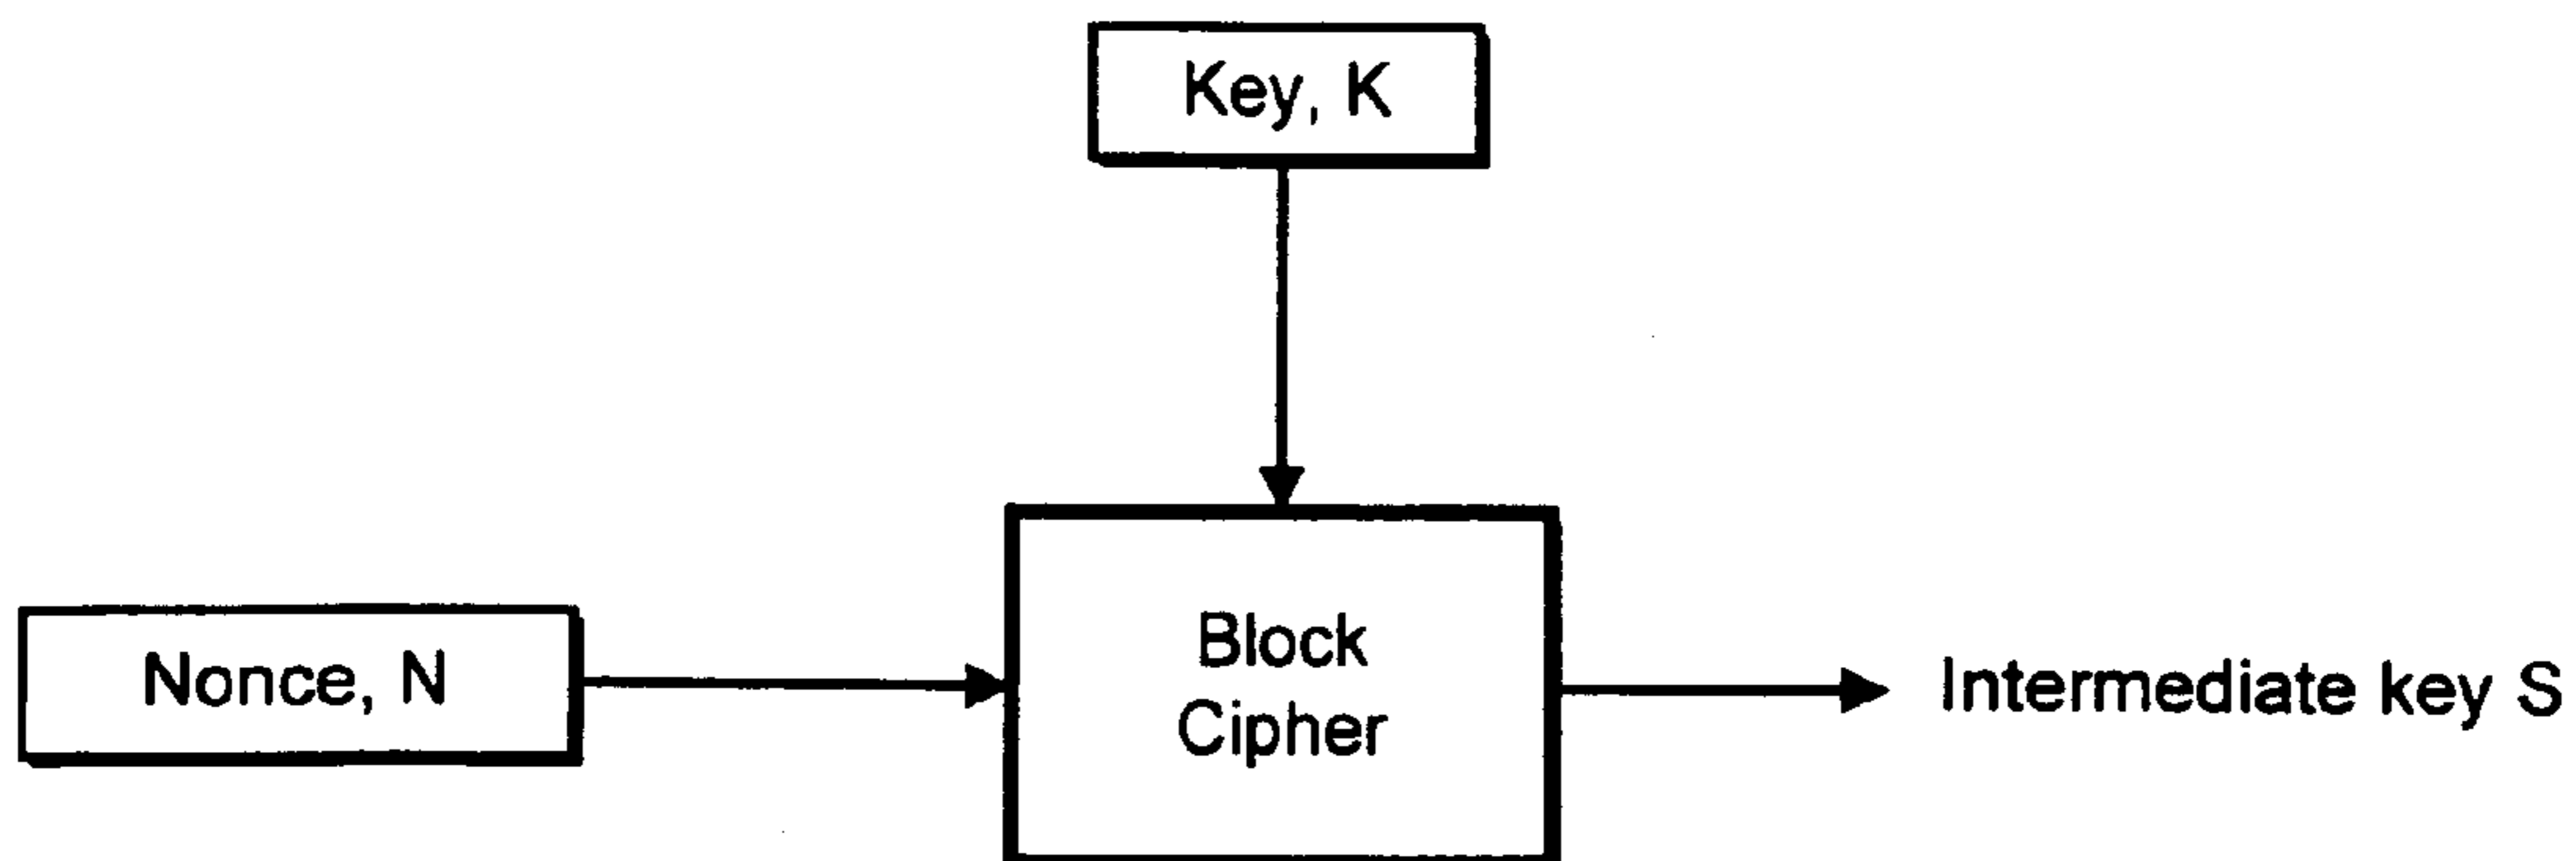 Key, K
Nonce, N
Block
Cipher
Intermediate key S